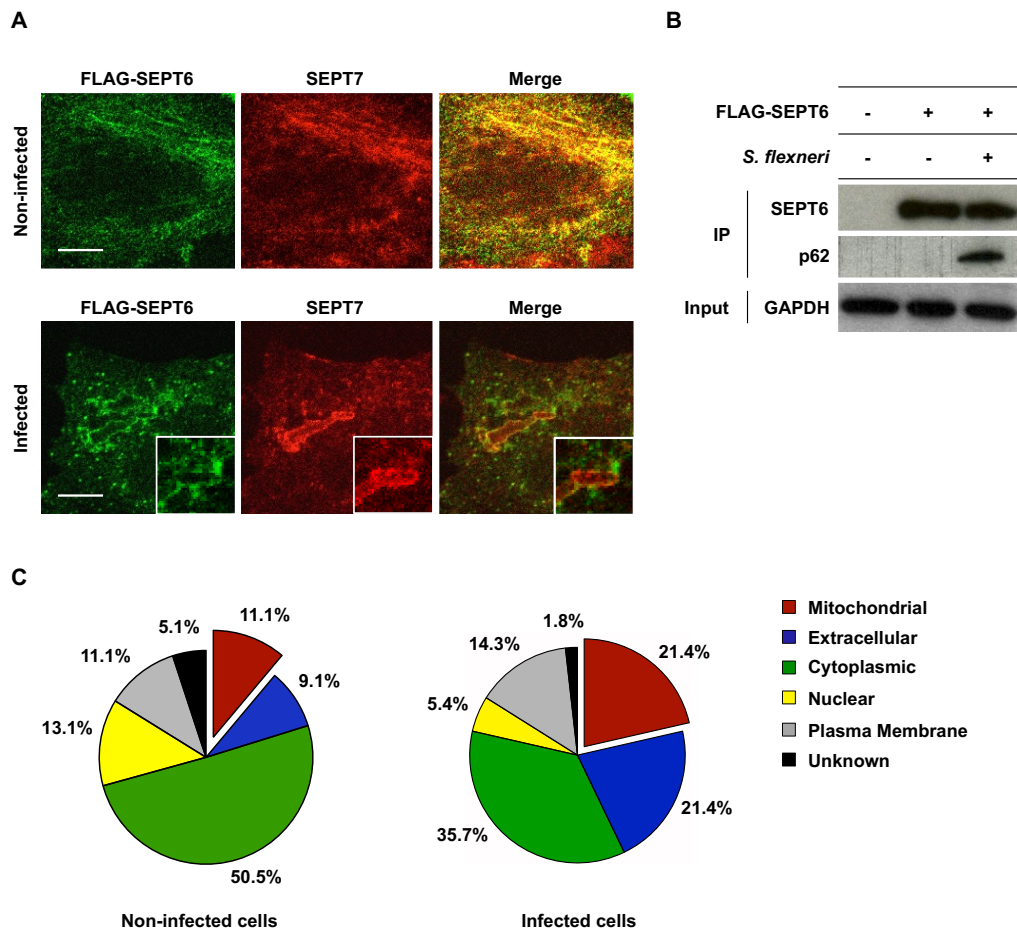 A
FLAG-SEPT6 SEPT7 Merge
Non-infected
FLAG-SEPT6 SEPT7 Merge
Infected
B
FLAG-SEPT6 - + +
S. flexneri - - +
IP
SEPT6
p62
Input GAPDH
C
5.1%
11.1%
11.1%
9.1%
13.1%
50.5%
Non-infected cells
1.8%
14.3%
21.4%
5.4%
21.4%
35.7%
Infected cells
Mitochondrial
Extracellular
Cytoplasmic
Nuclear
Plasma Membrane
Unknown